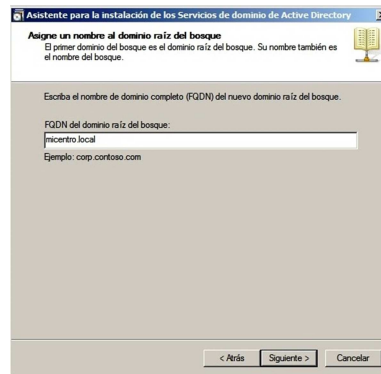 Asistente para la instalación de los Servicios de dominio de Active Directory
Asigne un nombre al dominio raíz del bosque
El primer dominio del bosque es el dominio raíz del bosque. Su nombre también es
el nombre del bosque.
Escriba el nombre de dominio completo (FQDN) del nuevo dominio raíz del bosque.
FQDN del dominio raíz del bosque:
micentro.local
Ejemplo: corp.contoso.com
< Atrás Siguiente > Cancelar